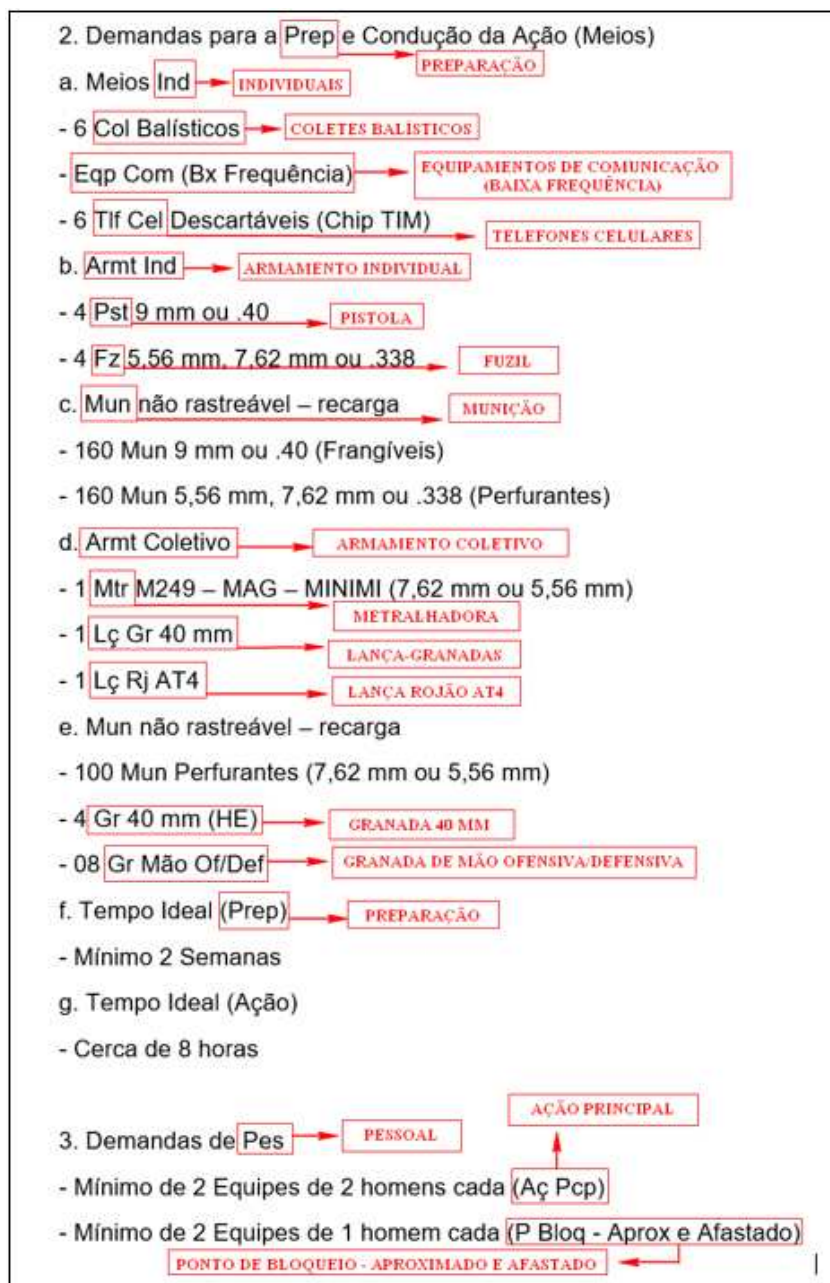 2. Demandas para a Prep e Condução da Ação (Meios)
PREPARAÇÃO
a. Meios Ind
INDIVIDUAIS
- 6 Col Balísticos
COLETES BALÍSTICOS
- Eqp Com (Bx Frequência)
EQUIPAMENTOS DE COMUNICAÇÃO
(BAIXA FREQUÊNCIA)
- 6 Tlf Cel Descartáveis (Chip TIM)
TELEFONES CELULARES
b. Armt Ind
ARMAMENTO INDIVIDUAL
- 4 Pst 9 mm ou .40
PISTOLA
- 4 Fz 5,56 mm, 7,62 mm ou .338
FUZIL
c. Mun não rastreável – recarga
MUNIÇÃO
- 160 Mun 9 mm ou .40 (Frangíveis)
- 160 Mun 5,56 mm, 7,62 mm ou .338 (Perfurantes)
d. Armt Coletivo
ARMAMENTO COLETIVO
- 1 Mtr M249 – MAG – MINIMI (7,62 mm ou 5,56 mm)
METRALHADORA
- 1 Lç Gr 40 mm
LANÇA-GRANADAS
- 1 Lç Rj AT4
LANÇA ROJÃO AT4
e. Mun não rastreável – recarga
- 100 Mun Perfurantes (7,62 mm ou 5,56 mm)
- 4 Gr 40 mm (HE)
GRANADA 40 MM
- 08 Gr Mão Of/Def
GRANADA DE MÃO OFENSIVA/DEFENSIVA
f. Tempo Ideal (Prep)
PREPARAÇÃO
- Mínimo 2 Semanas
g. Tempo Ideal (Ação)
- Cerca de 8 horas
AÇÃO PRINCIPAL
3. Demandas de Pes
PESSOAL
- Mínimo de 2 Equipes de 2 homens cada (Aç Pcp)
- Mínimo de 2 Equipes de 1 homem cada (P Bloq - Aprox e Afastado)
PONTO DE BLOQUEIO - APROXIMADO E AFASTADO